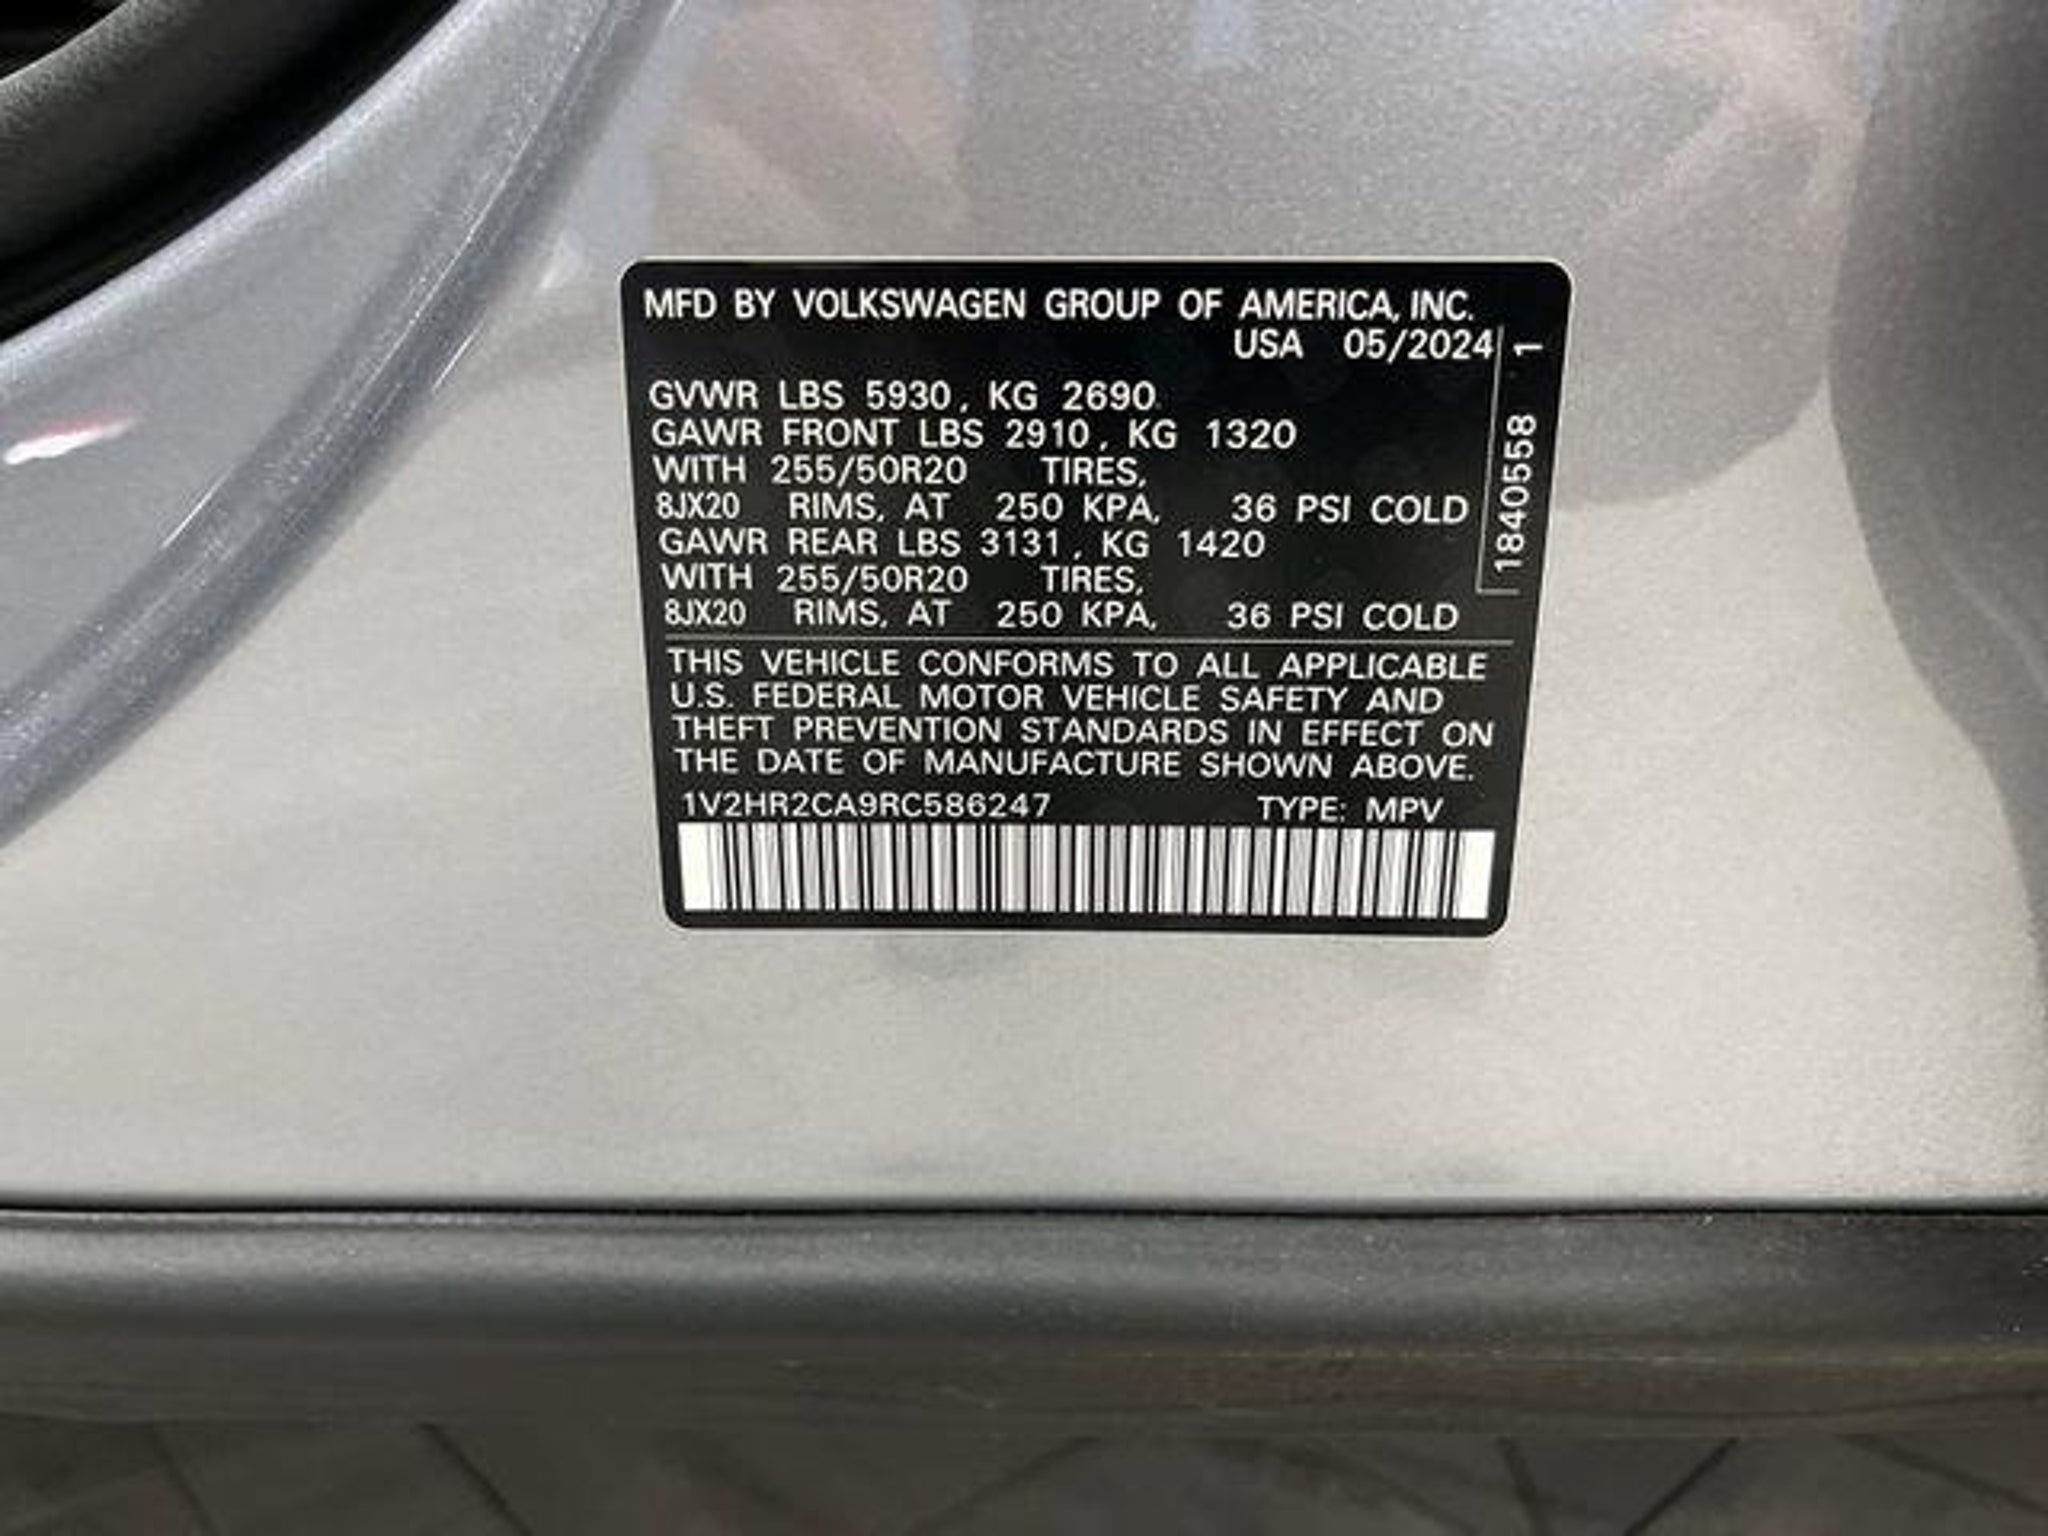 MFD BY VOLKSWAGEN GROUP OF AMERICA, INC.
USA 05/2024
GVWR LBS 5930, KG 2690
GAWR FRONT LBS 2910, KG 1320
WITH 255/50R20 TIRES,
8JX20 RIMS, AT 250 KPA, 36 PSI COLD
GAWR REAR LBS 3131, KG 1420
WITH 255/50R20 TIRES,
8JX20 RIMS, AT 250 KPA, 36 PSI COLD
1840558 1
THIS VEHICLE CONFORMS TO ALL APPLICABLE
U.S. FEDERAL MOTOR VEHICLE SAFETY AND
THEFT PREVENTION STANDARDS IN EFFECT ON
THE DATE OF MANUFACTURE SHOWN ABOVE.
1V2HR2CA9RC586247 TYPE: MPV